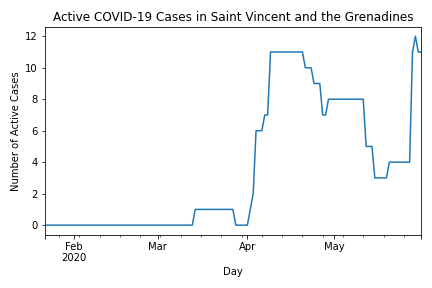 Active COVID-19 Cases in Saint Vincent and the Grenadines
Number of Active Cases
12
10
8
6
4
2
0
Feb
2020
Mar
Apr
May
Day